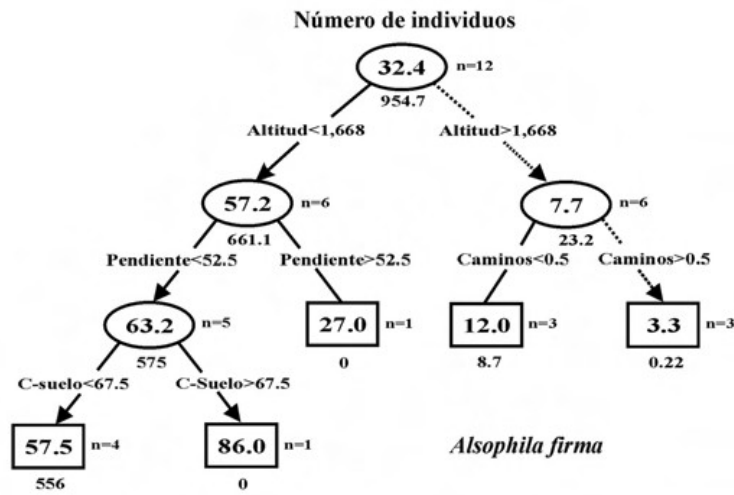 Número de individuos
32.4 n=12
954.7
Altitud<1,668 Altitud>1,668
57.2 n=6 7.7 n=6
661.1 23.2
Pendiente<52.5 Pendiente>52.5 Caminos<0.5 Caminos>0.5
63.2 n=5 27.0 n=1 12.0 n=3 3.3 n=3
575 0 8.7 0.22
C-suelo<67.5 C-Suelo>67.5
57.5 n=4 86.0 n=1 Alsophila firma
556 0